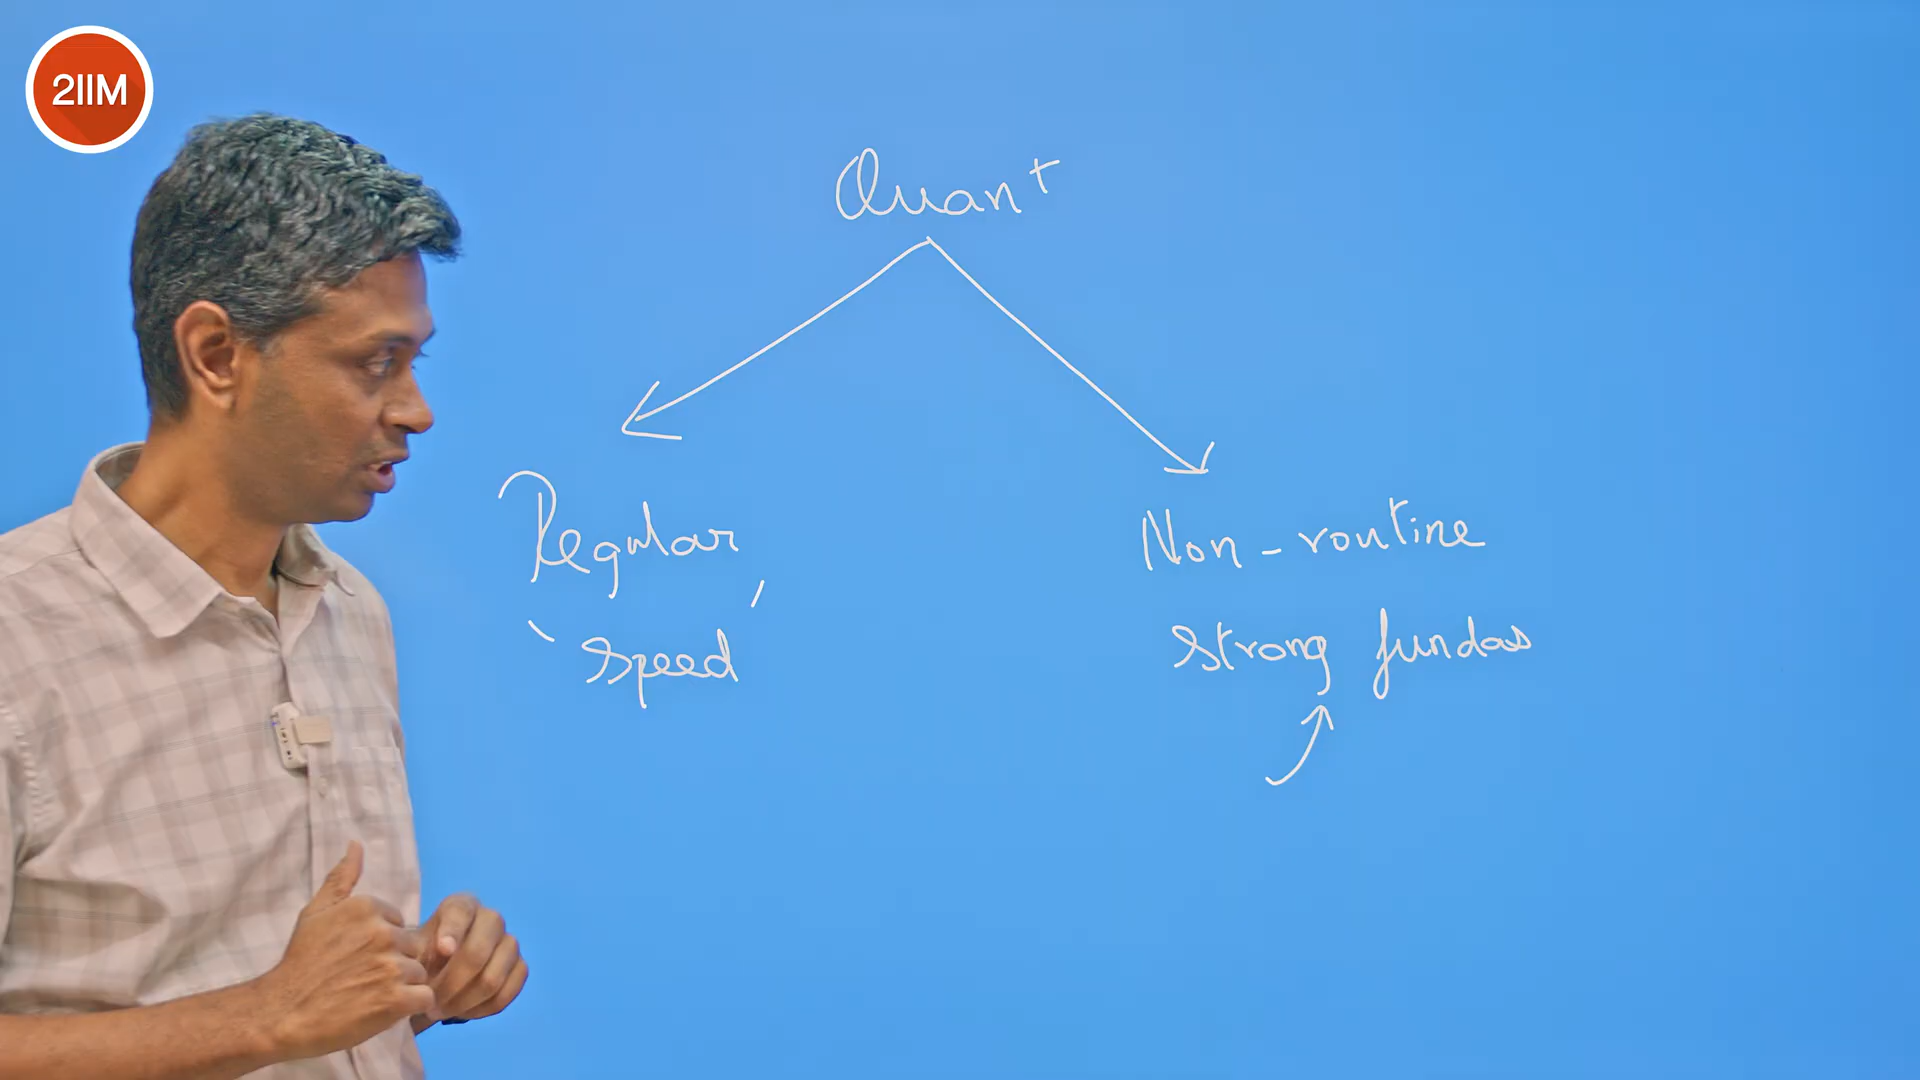 2IIM
Quant
Regular
Non-routine
'speed'
strong fundas